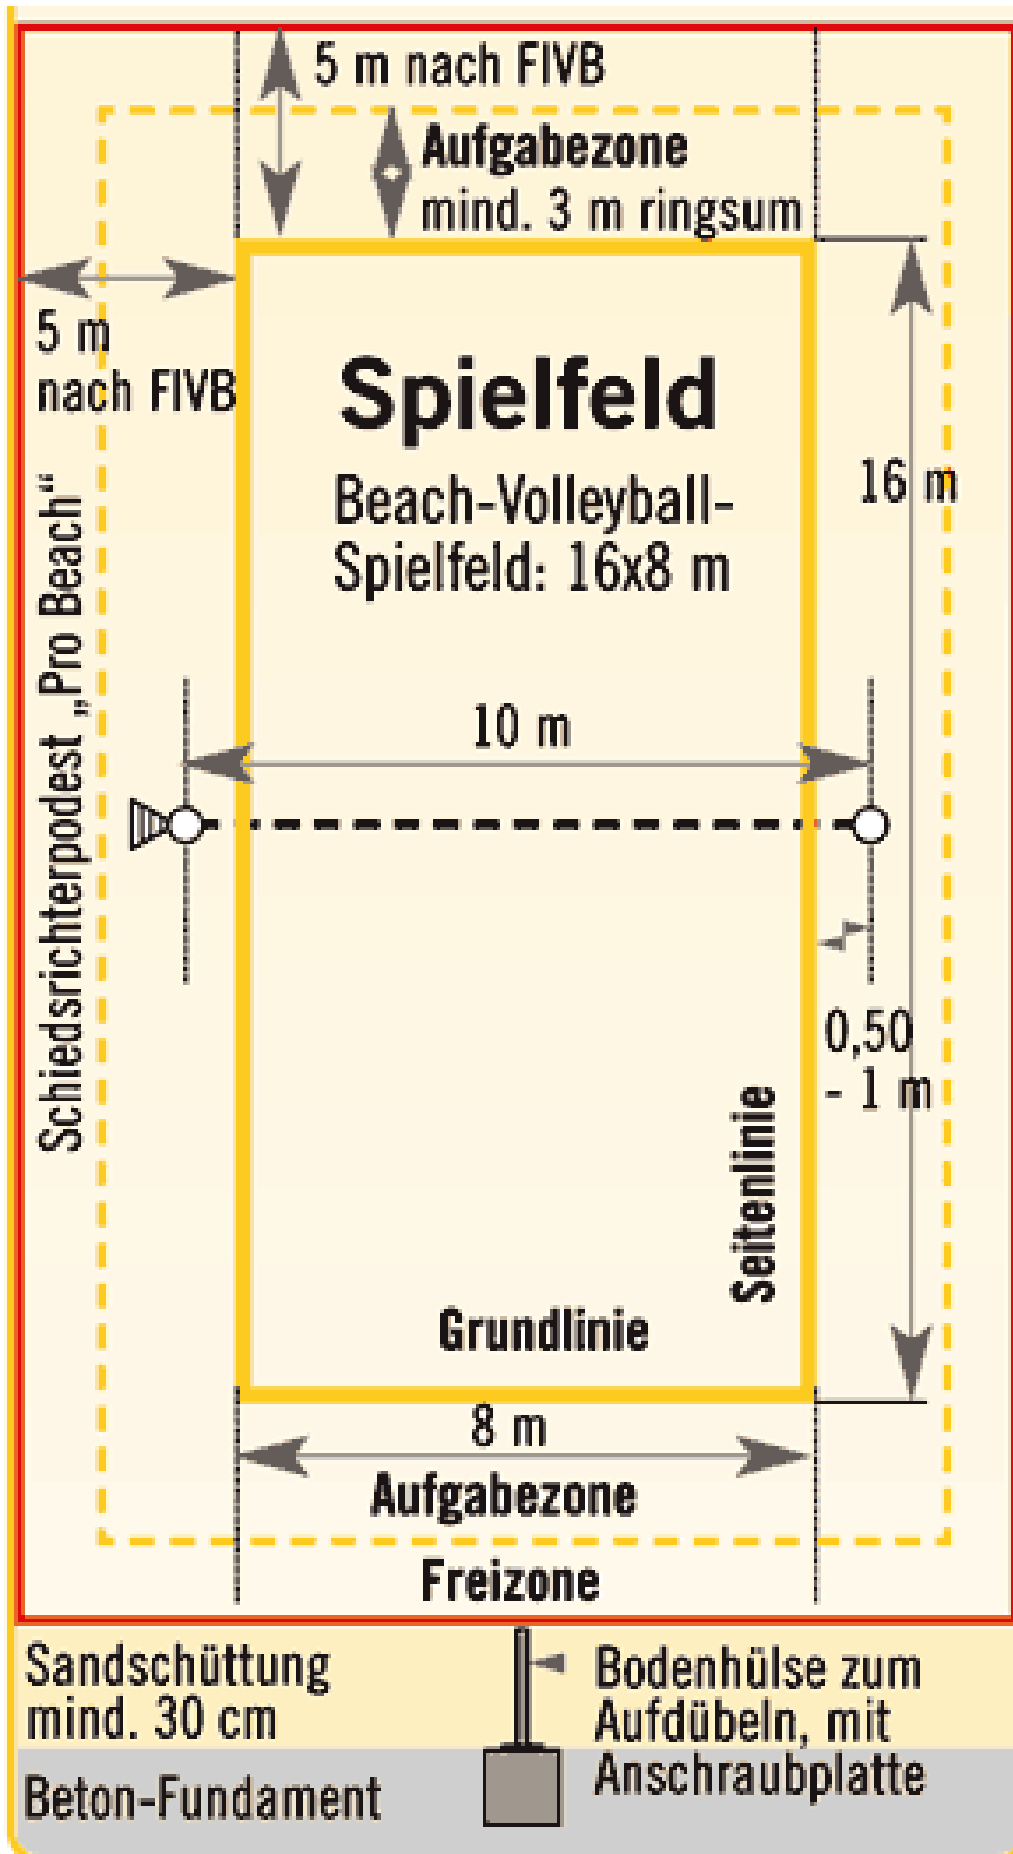 5 m nach FIVB
Aufgabezone
mind. 3 m ringsum
5 m
nach FIVB
Spielfeld
Beach-Volleyball-
Spielfeld: 16x8 m
16 m
Schiedsrichterpodest „Pro Beach“
10 m
0,50
- 1 m
Seitenlinie
Grundlinie
8 m
Aufgabezone
Freizone
Sandschüttung
mind. 30 cm
Bodenhülse zum
Aufdübeln, mit
Anschraubplatte
Beton-Fundament